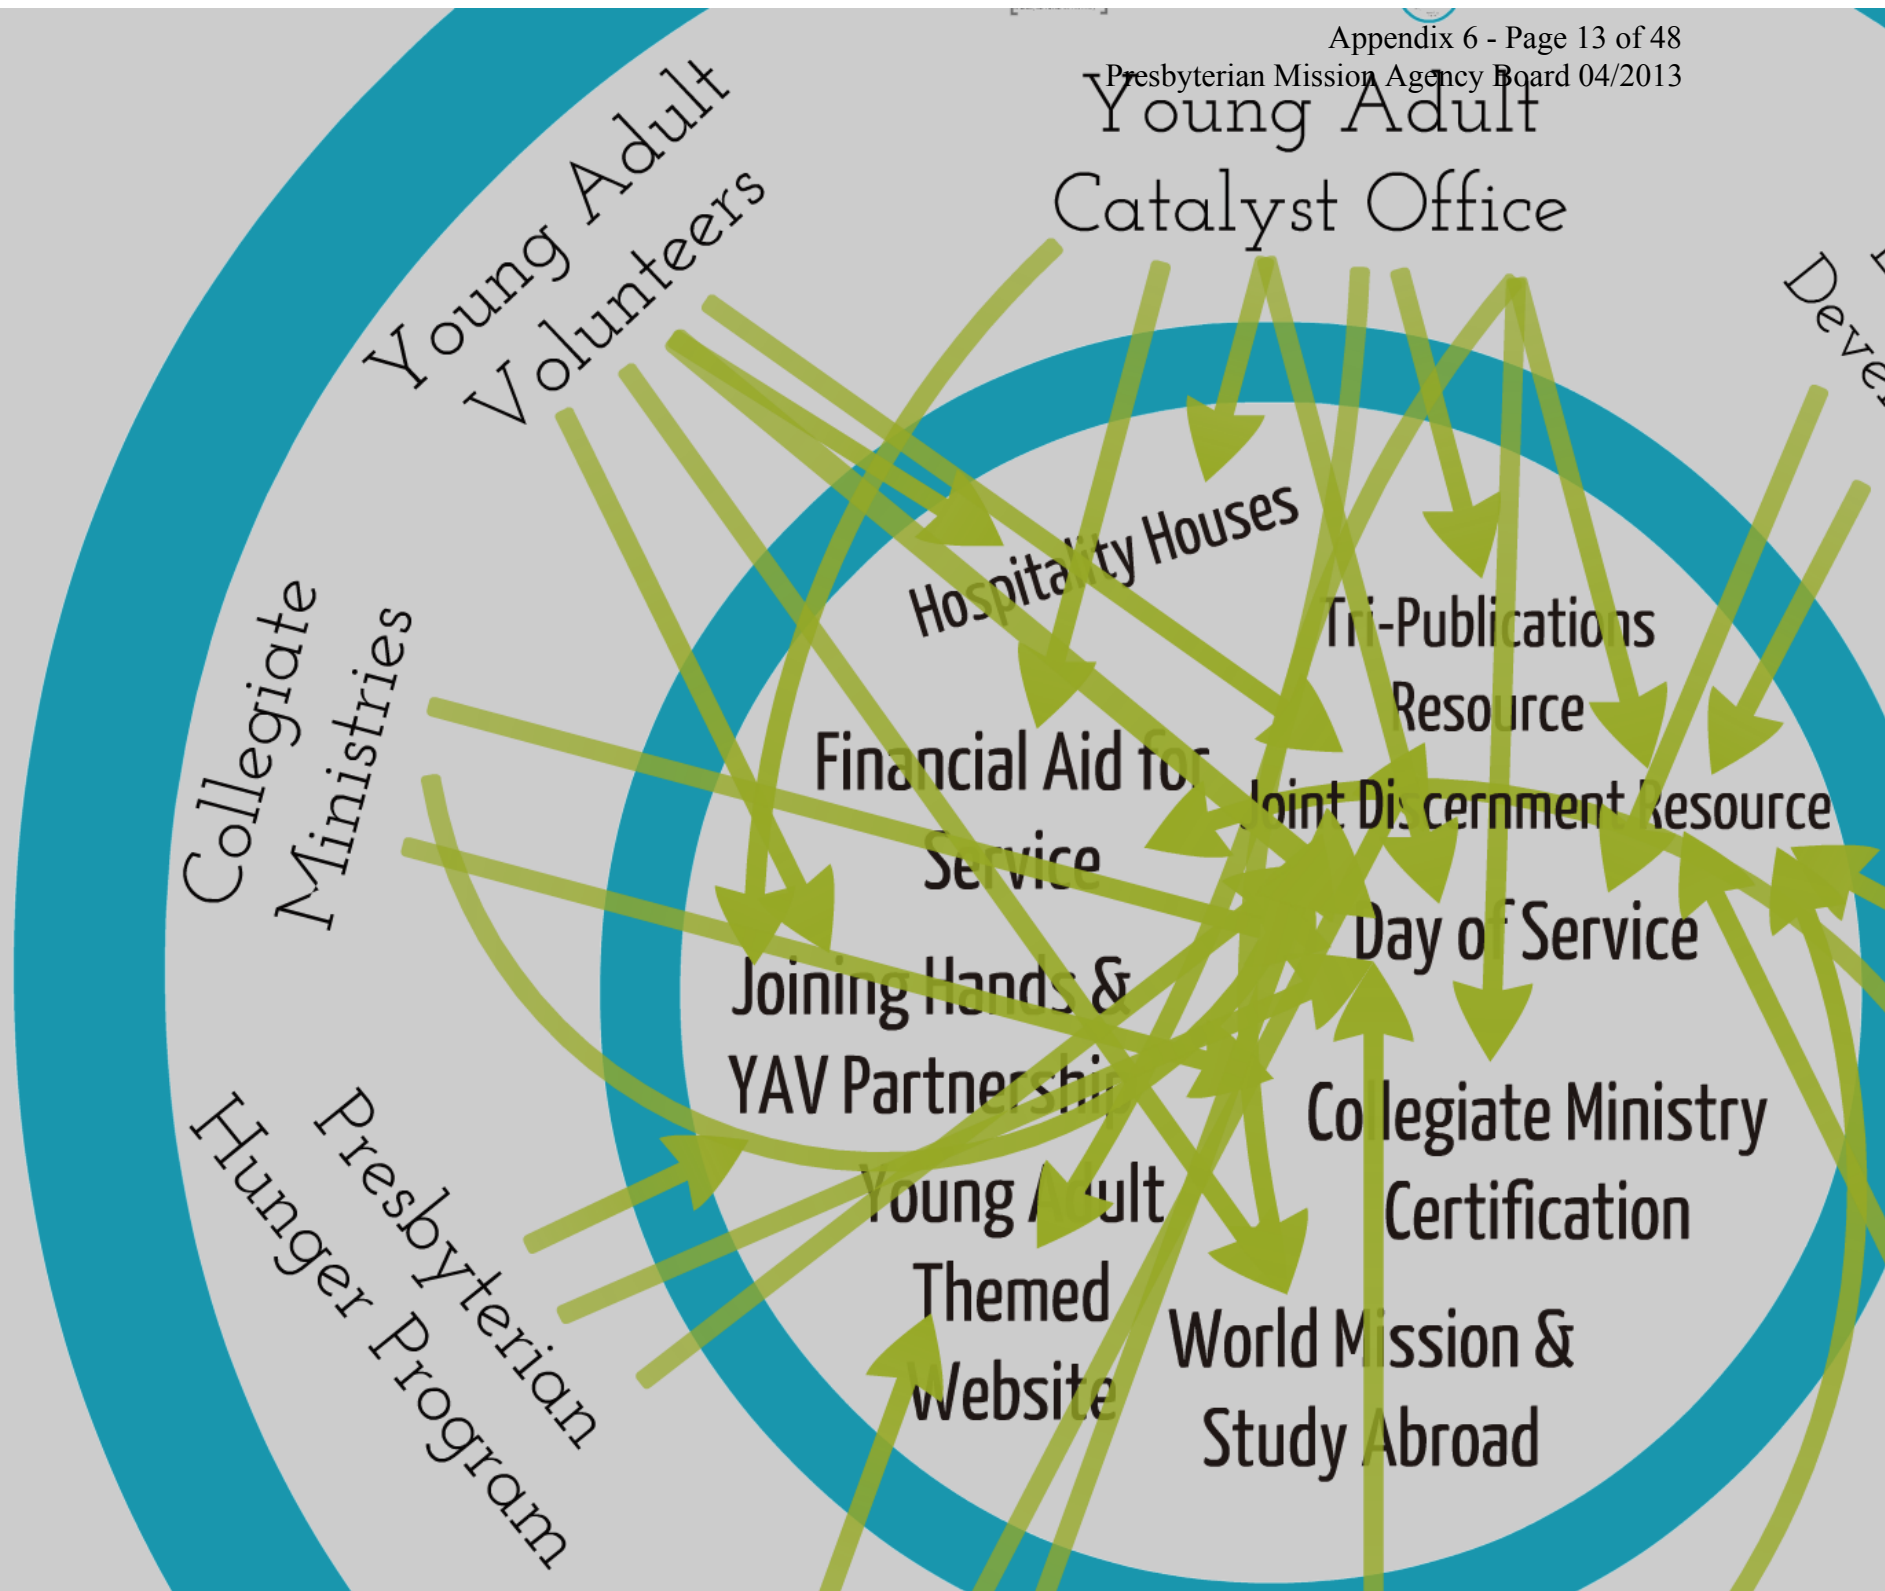 Appendix 6 - Page 13 of 48
Presbyterian Mission Agency Board 04/2013
Young Adult
Catalyst Office
Young Adult
Volunteers
Collegiate
Ministries
Presbyterian
Hunger Program
Hospitality Houses
Tri-Publications
Resource
Financial Aid for
Service
Joint Discernment Resource
Day of Service
Joining Hands &
YAV Partnership
Collegiate Ministry
Certification
Young Adult
Themed
Website
World Mission &
Study Abroad